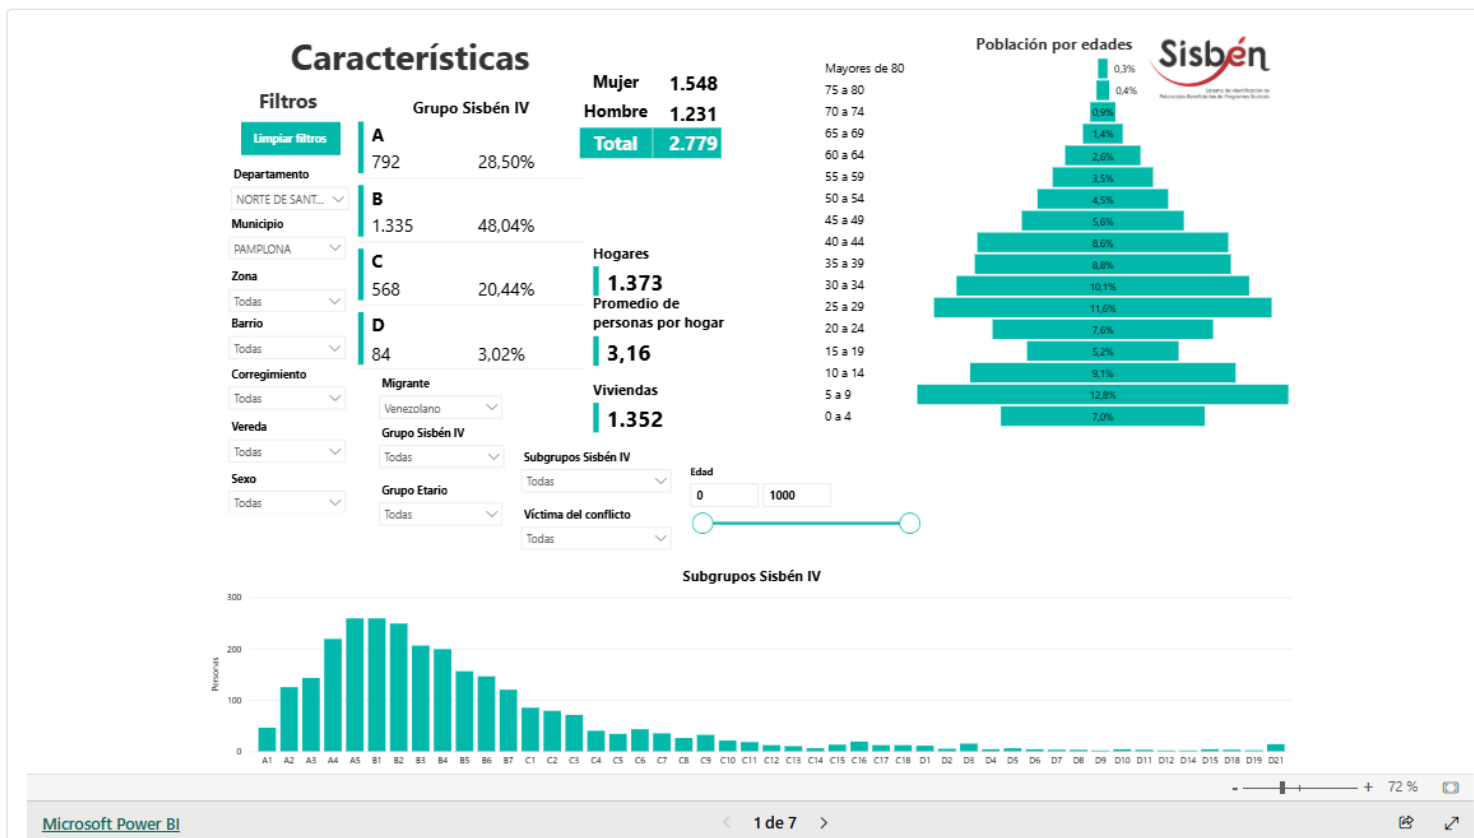 Características
Filtros
Limpiar filtros
Departamento
NORTE DE SANT...
Municipio
PAMPLONA
Zona
Todas
Barrio
Todas
Corregimiento
Todas
Vereda
Todas
Sexo
Todas
Grupo Sisbén IV
A
792 28,50%
B
1.335 48,04%
C
568 20,44%
D
84 3,02%
Migrante
Venezolano
Grupo Sisbén IV
Todas
Grupo Etario
Todas
Mujer 1.548
Hombre 1.231
Total 2.779
Hogares
1.373
Promedio de
personas por hogar
3,16
Viviendas
1.352
Subgrupos Sisbén IV
Todas
Víctima del conflicto
Todas
Edad
0 1000
Población por edades
Mayores de 80 0,3%
75 a 80 0,4%
70 a 74 0,9%
65 a 69 1,4%
60 a 64 2,6%
55 a 59 3,5%
50 a 54 4,5%
45 a 49 5,6%
40 a 44 8,6%
35 a 39 8,8%
30 a 34 10,1%
25 a 29 11,6%
20 a 24 7,6%
15 a 19 5,2%
10 a 14 9,1%
5 a 9 12,8%
0 a 4 7,0%
Sisbén
Subgrupos Sisbén IV
Personas
300
200
100
0
A1 A2 A3 A4 A5 B1 B2 B3 B4 B5 B6 B7 C1 C2 C3 C4 C5 C6 C7 C8 C9 C10 C11 C12 C13 C14 C15 C16 C17 C18 D1 D2 D3 D4 D5 D6 D7 D8 D9 D10 D11 D12 D14 D15 D18 D19 D21
- + 72 %
Microsoft Power BI
< 1 de 7 >